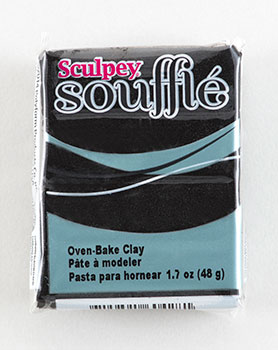 Sculpey
soufflé
Oven-Bake Clay
Pâte à modeler
Pasta para hornear 1.7 oz (48 g)